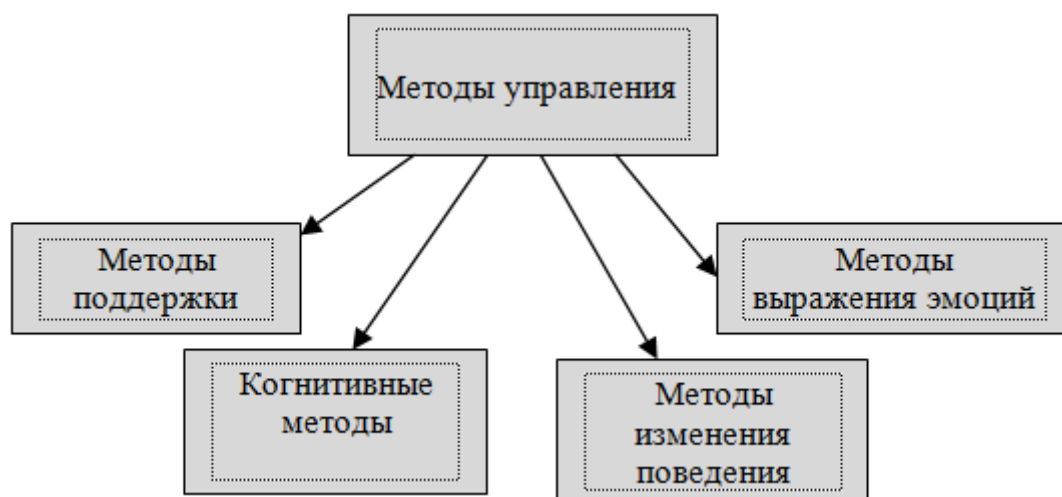 Методы управления
Методы
поддержки
Методы
выражения эмоций
Когнитивные
методы
Методы
изменения
поведения